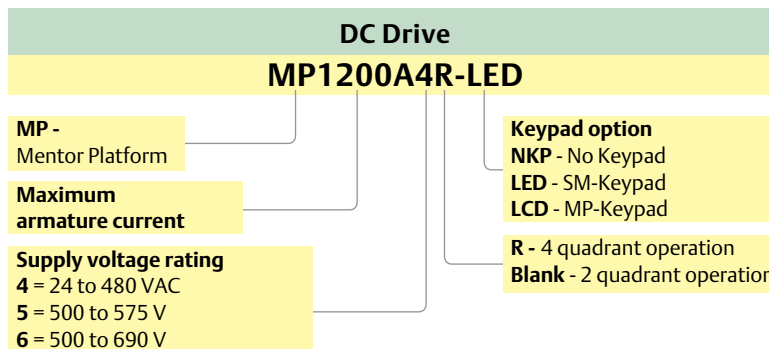 DC Drive
MP1200A4R-LED
MP -
Mentor Platform
Maximum
armature current
Supply voltage rating
4 = 24 to 480 VAC
5 = 500 to 575 V
6 = 500 to 690 V
Keypad option
NKP - No Keypad
LED - SM-Keypad
LCD - MP-Keypad
R - 4 quadrant operation
Blank - 2 quadrant operation